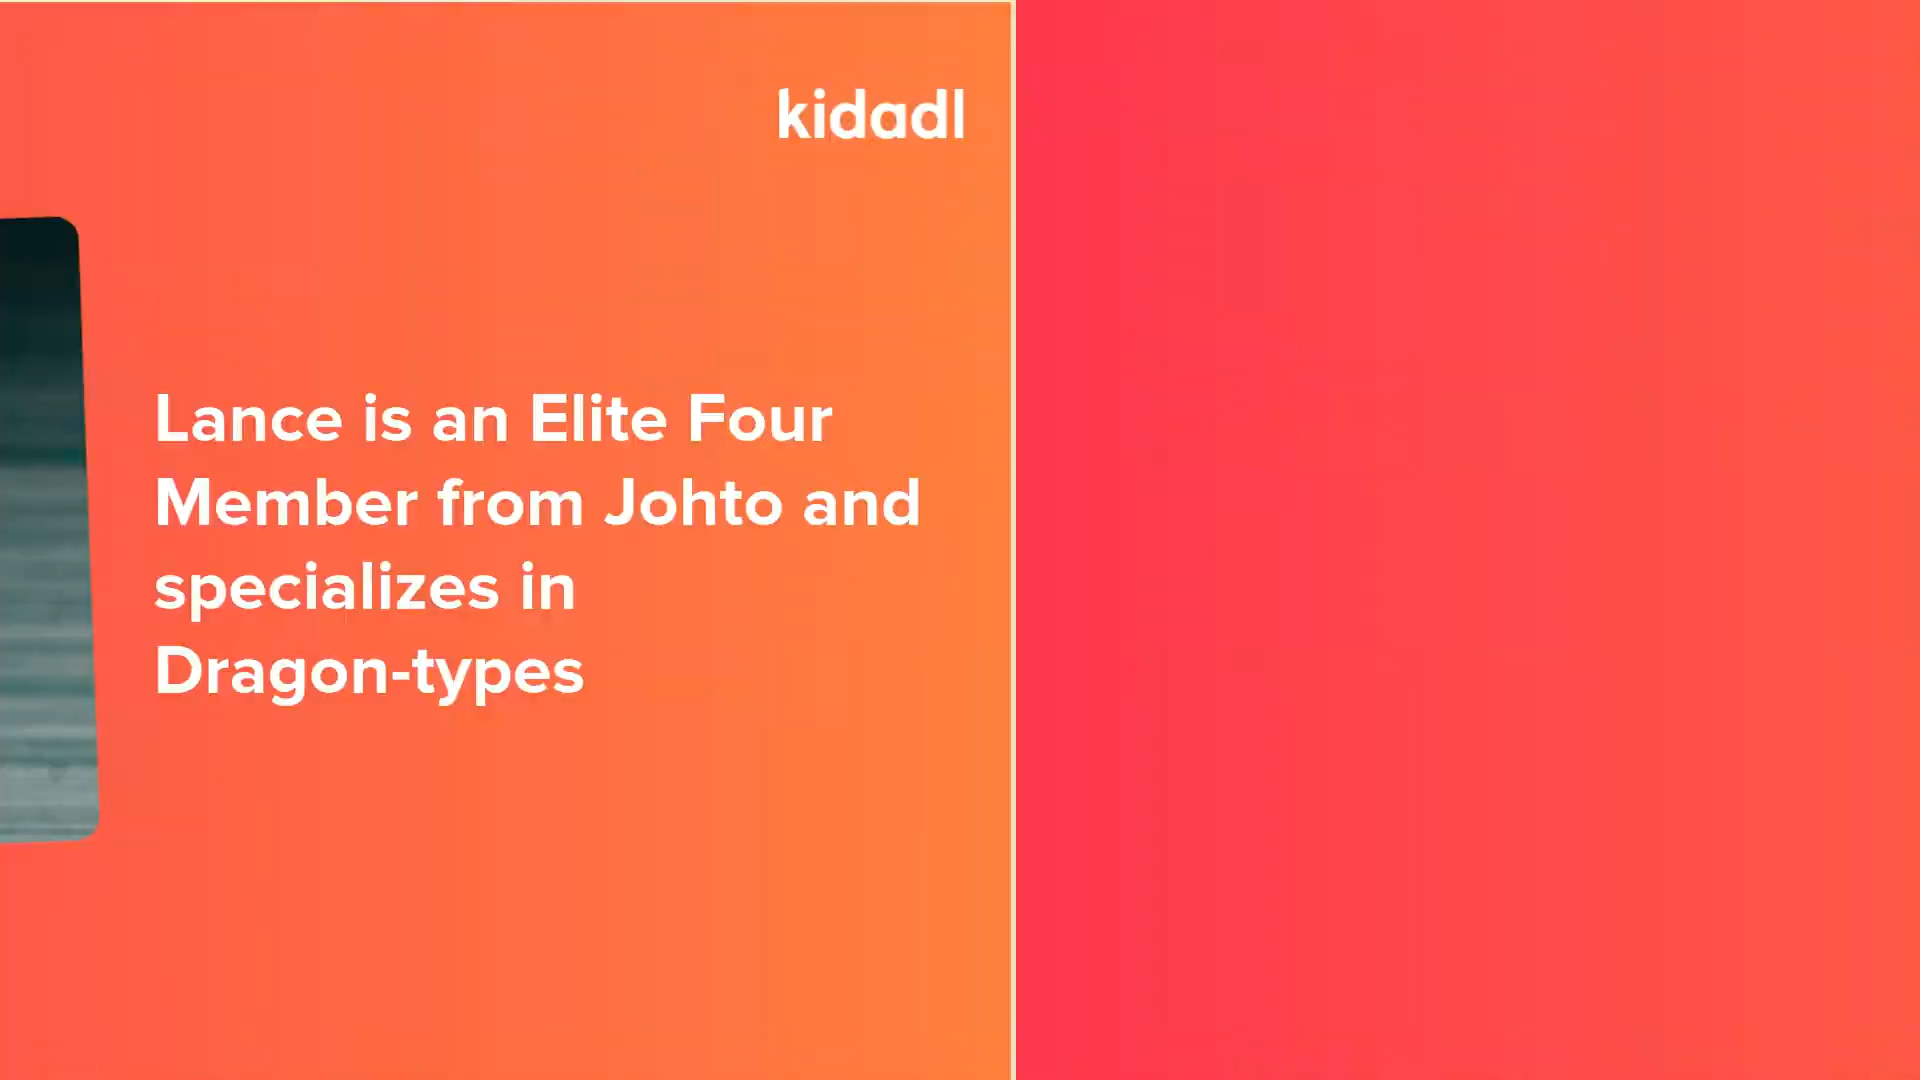 kidadl
Lance is an Elite Four
Member from Johto and
specializes in
Dragon-types